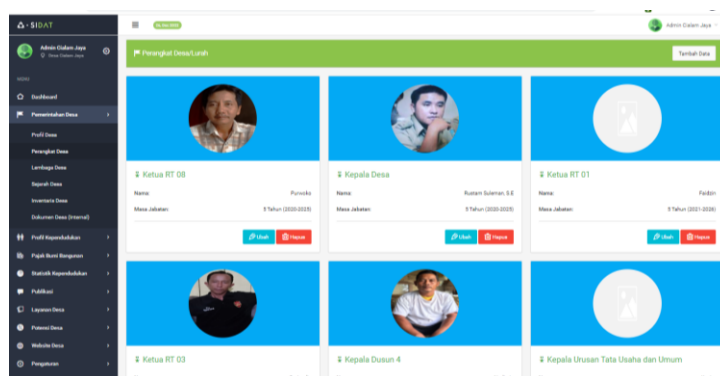 SIDAT
Admin Dalam Jaya
Admin Dalam Jaya
Desa Dalam Jaya
Perangkat Desa/Lurah
Tambah Data
MENU
Dashboard
Pemerintahan Desa
Profil Desa
Perangkat Desa
Lembaga Desa
Sejarah Desa
Inventaris Desa
Dokumen Desa (Internal)
Profil Kependudukan
Pajak Bumi Bangunan
Statistik Kependudukan
Publikasi
Layanan Desa
Potensi Desa
Website Desa
Pengaturan
Ketua RT 08
Nama: Purwoko
Masa Jabatan: 5 Tahun (2020-2025)
Ubah Hapus
Kepala Desa
Nama: Rustam Suleman, S.E
Masa Jabatan: 5 Tahun (2020-2025)
Ubah Hapus
Ketua RT 01
Nama: Faidzin
Masa Jabatan: 5 Tahun (2021-2026)
Ubah Hapus
Ketua RT 03
Kepala Dusun 4
Kepala Urusan Tata Usaha dan Umum